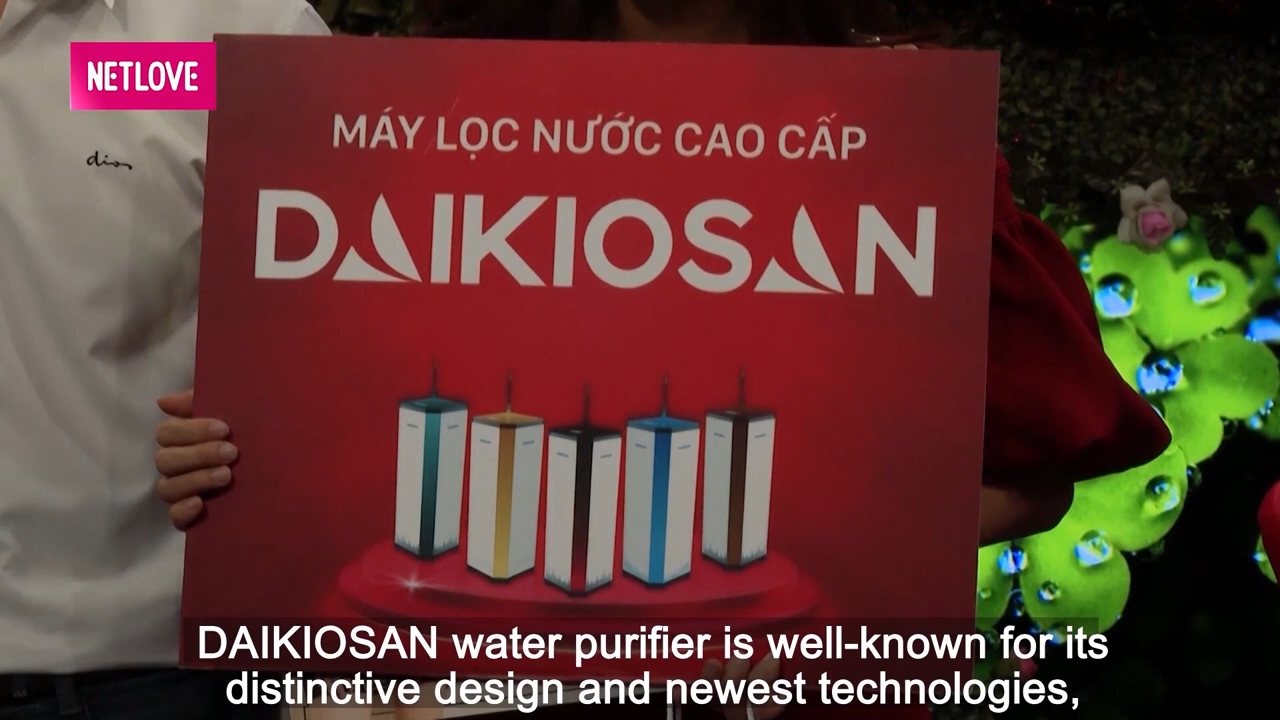 NETLOVE
dior
MÁY LỌC NƯỚC CAO CẤP
DAIKIOSAN
DAIKIOSAN water purifier is well-known for its
distinctive design and newest technologies,